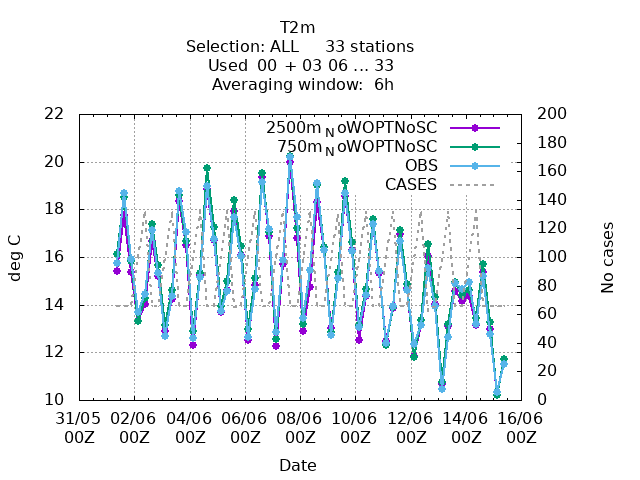 T2m
Selection: ALL     33 stations
Used  00 + 03 06 ... 33
Averaging window:  6h
22
20
18
16
14
12
10
deg C
200
180
160
140
120
100
80
60
40
20
0
No cases
2500m_NoWOPTNoSC
750m_NoWOPTNoSC
OBS
CASES
31/05 02/06 04/06 06/06 08/06 10/06 12/06 14/06 16/06
00Z 00Z 00Z 00Z 00Z 00Z 00Z 00Z 00Z
Date